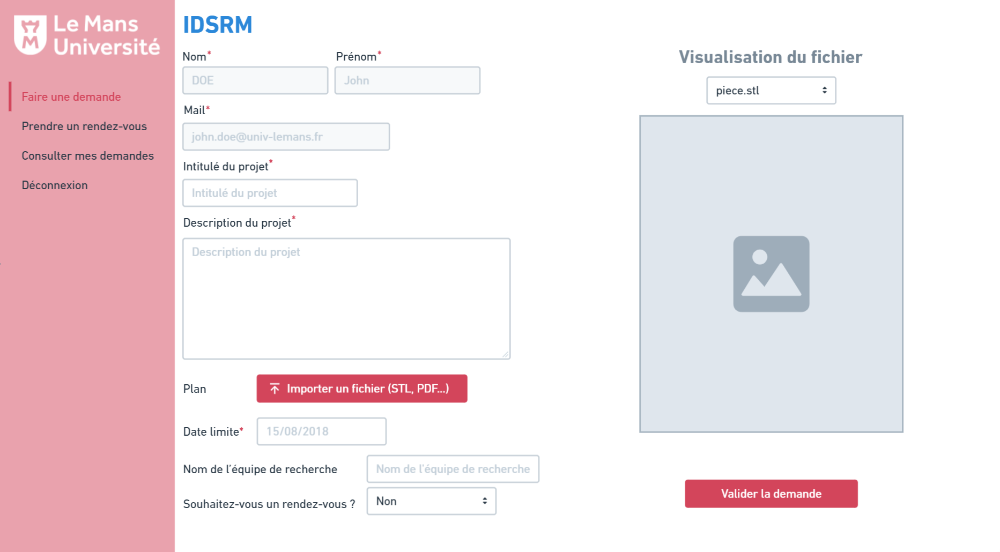 Le Mans
Université
Faire une demande
Prendre un rendez-vous
Consulter mes demandes
Déconnexion
IDSRM
Nom*
Prénom*
DOE
John
Mail*
john.doe@univ-lemans.fr
Intitulé du projet*
Intitulé du projet
Description du projet*
Description du projet
Plan
Importer un fichier (STL, PDF...)
Date limite*
15/08/2018
Nom de l'équipe de recherche
Nom de l'équipe de recherche
Souhaitez-vous un rendez-vous ?
Non
Visualisation du fichier
piece.stl
Valider la demande